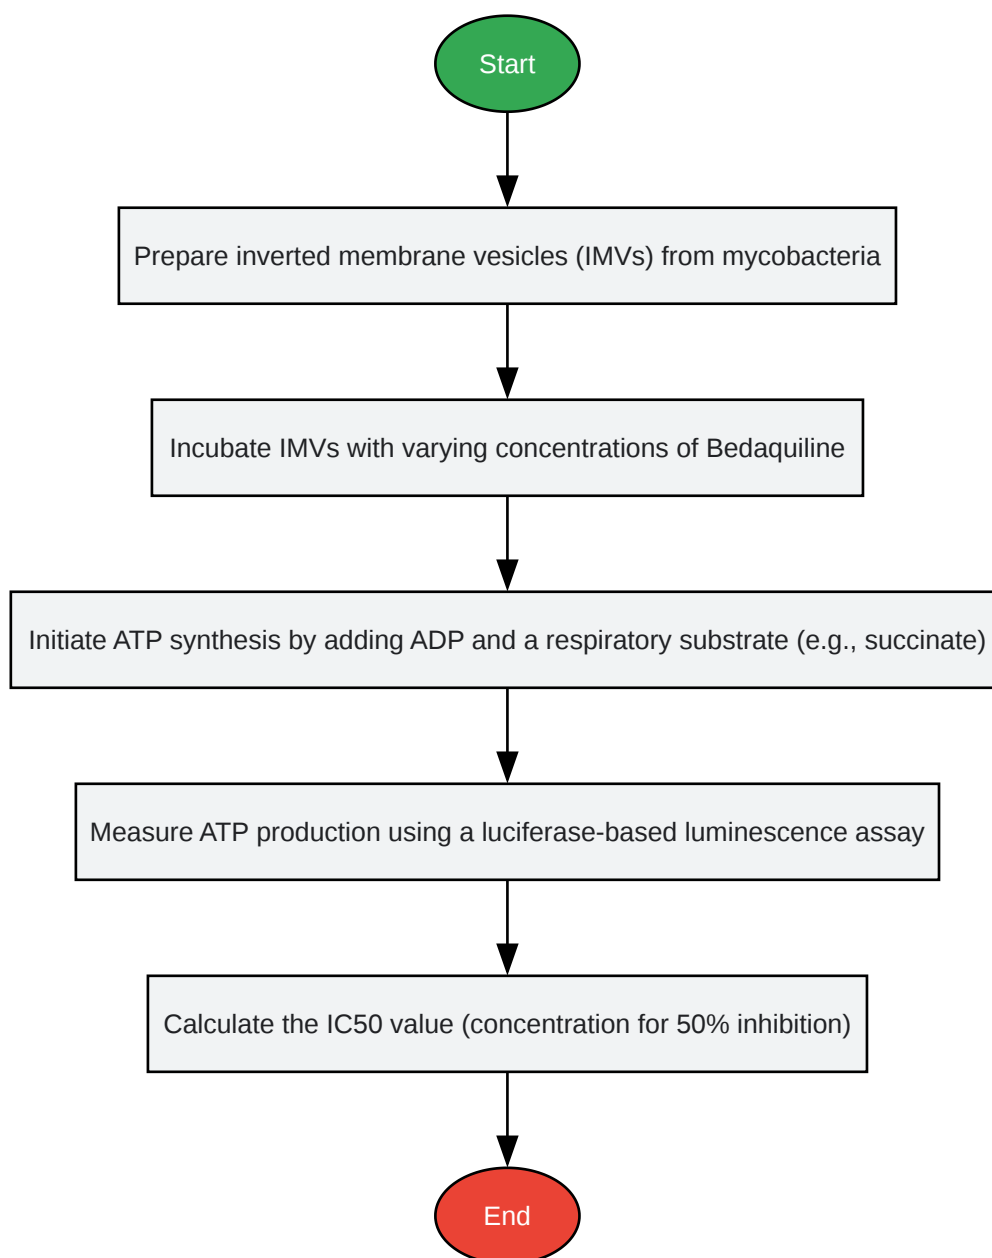 Start
Prepare inverted membrane vesicles (IMVs) from mycobacteria
Incubate IMVs with varying concentrations of Bedaquiline
Initiate ATP synthesis by adding ADP and a respiratory substrate (e.g., succinate)
Measure ATP production using a luciferase-based luminescence assay
Calculate the IC50 value (concentration for 50% inhibition)
End